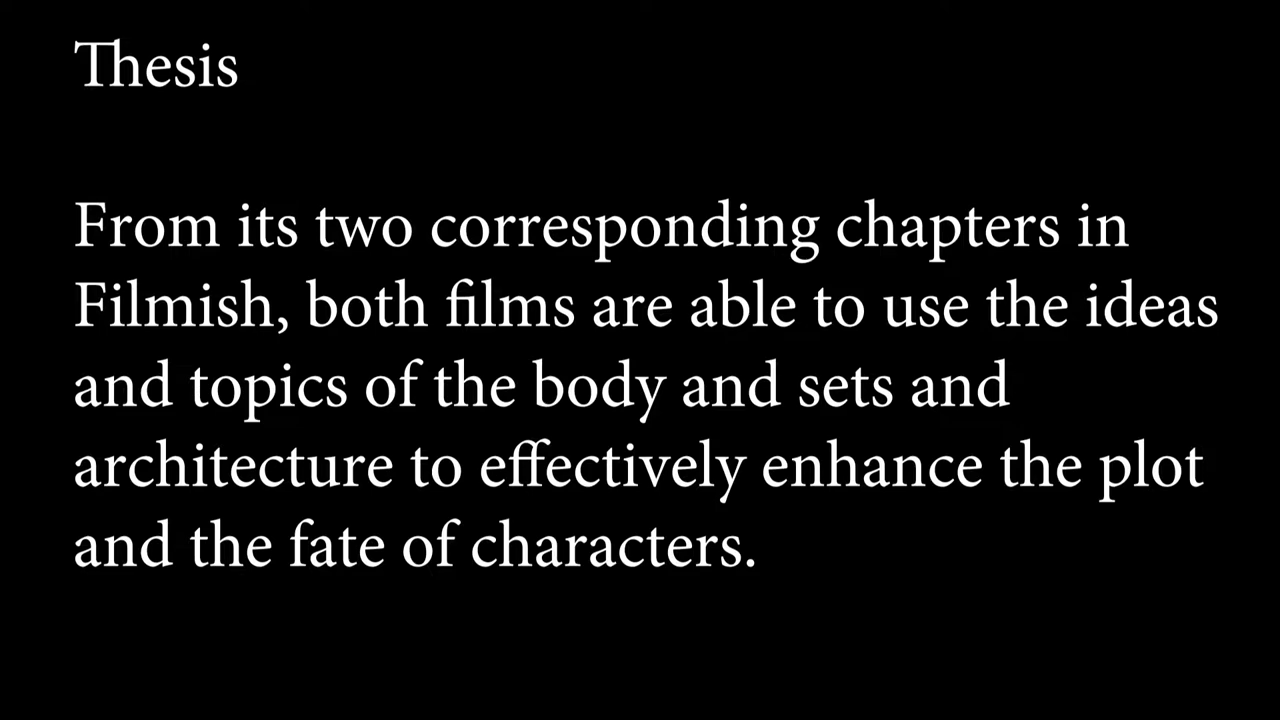 Thesis
From its two corresponding chapters in
Filmish, both films are able to use the ideas
and topics of the body and sets and
architecture to effectively enhance the plot
and the fate of characters.